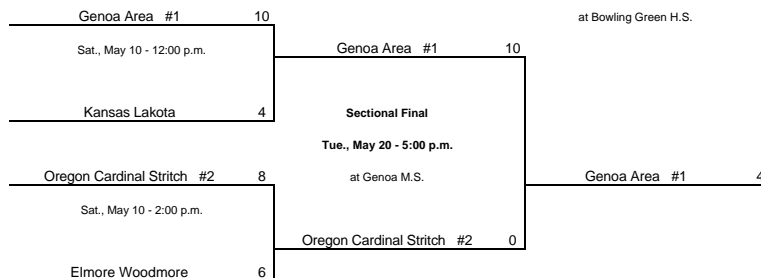 Genoa Area #1 10
at Bowling Green H.S.
Sat., May 10 - 12:00 p.m.
Genoa Area #1 10
Kansas Lakota 4
Sectional Final
Tue., May 20 - 5:00 p.m.
Oregon Cardinal Stritch #2 8
at Genoa M.S.
Genoa Area #1 4
Sat., May 10 - 2:00 p.m.
Oregon Cardinal Stritch #2 0
Elmore Woodmore 6